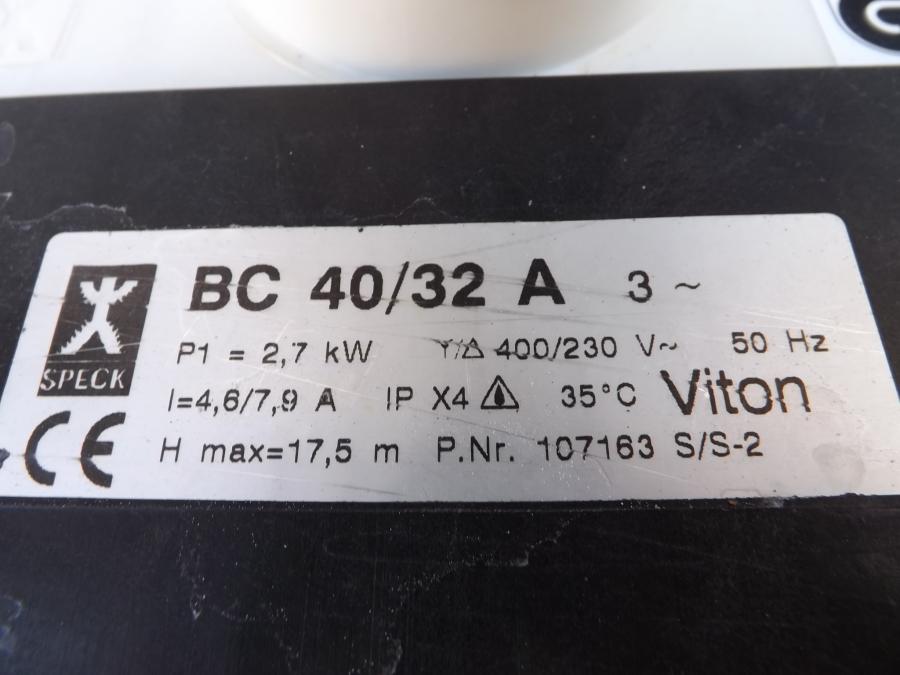 BC 40/32 A 3 ~
P1 = 2,7 kW Y/Δ 400/230 V~ 50 Hz
SPECK
I=4,6/7,9 A IP X4 35°C Viton
CE
H max=17,5 m P.Nr. 107163 S/S-2